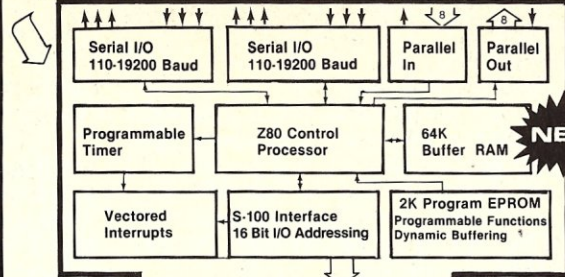 8
8
Serial I/O
110-19200 Baud
Serial I/O
110-19200 Baud
Parallel
In
Parallel
Out
Programmable
Timer
Z80 Control
Processor
64K
Buffer RAM
Vectored
Interrupts
S-100 Interface
16 Bit I/O Addressing
2K Program EPROM
Programmable Functions
Dynamic Buffering